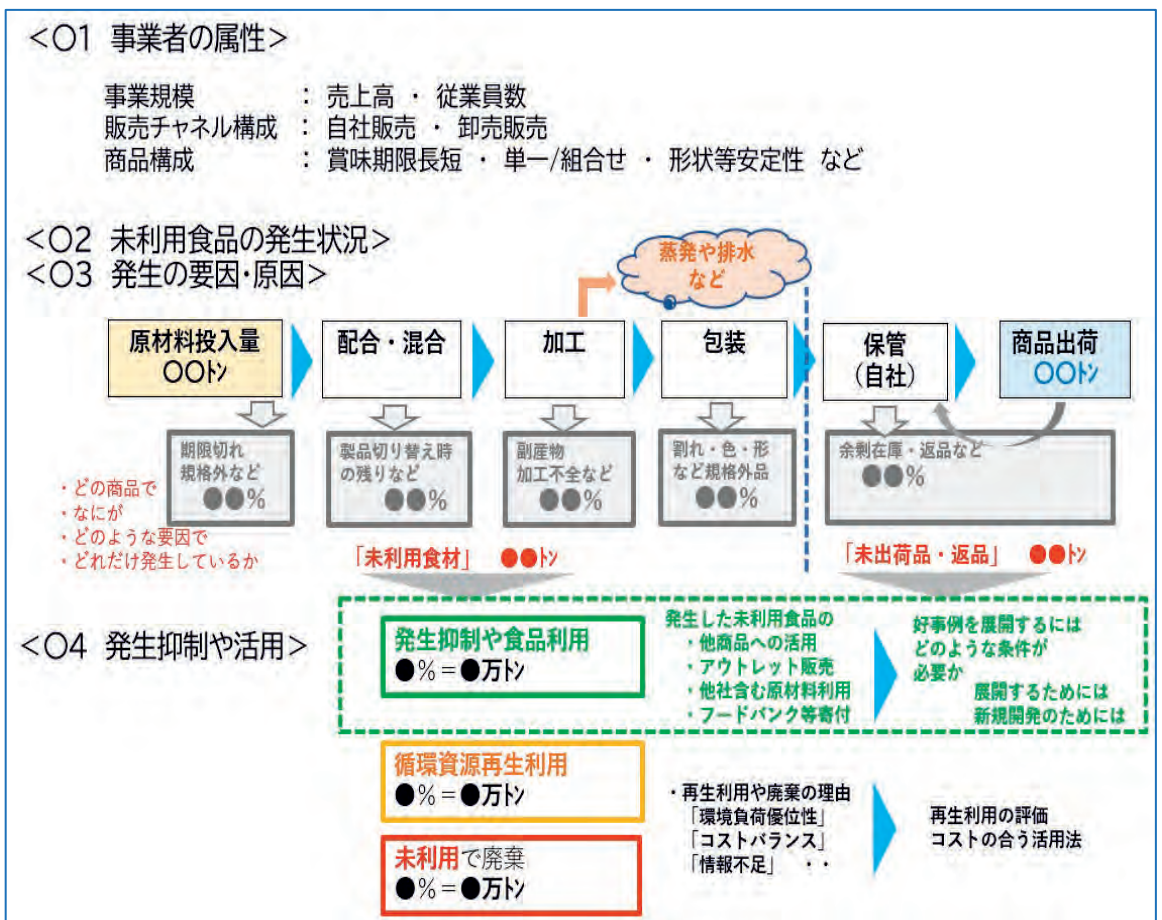 <○1 事業者の属性>
事業規模 : 売上高 ・ 従業員数
販売チャネル構成 : 自社販売 ・ 卸売販売
商品構成 : 賞味期限長短 ・ 単一/組合せ ・ 形状等安定性 など
<○2 未利用食品の発生状況>
<○3 発生の要因・原因>
蒸発や排水
など
原材料投入量
○○㌧
配合・混合
加工
包装
保管
(自社)
商品出荷
○○㌧
期限切れ
規格外など
●●%
製品切り替え時
の残りなど
●●%
副産物
加工不全など
●●%
割れ・色・形
など規格外品
●●%
余剰在庫・返品など
●●%
・どの商品で
・なにが
・どのような要因で
・どれだけ発生しているか
「未利用食材」 ●●㌧
「未出荷品・返品」 ●●㌧
<○4 発生抑制や活用>
発生抑制や食品利用
●%=●万㌧
発生した未利用食品の
・他商品への活用
・アウトレット販売
・他社含む原材料利用
・フードバンク等寄付
好事例を展開するには
どのような条件が
必要か
展開するためには
新規開発のためには
循環資源再生利用
●%=●万㌧
未利用で廃棄
●%=●万㌧
・再生利用や廃棄の理由
「環境負荷優位性」
「コストバランス」
「情報不足」 ・・
再生利用の評価
コストの合う活用法